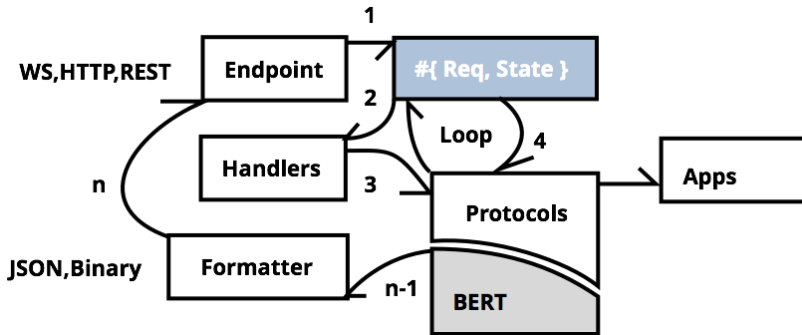 1
WS,HTTP,REST
Endpoint
#{ Req, State }
2
Loop
4
Handlers
3
Apps
n
Protocols
JSON,Binary
Formatter
n-1
BERT